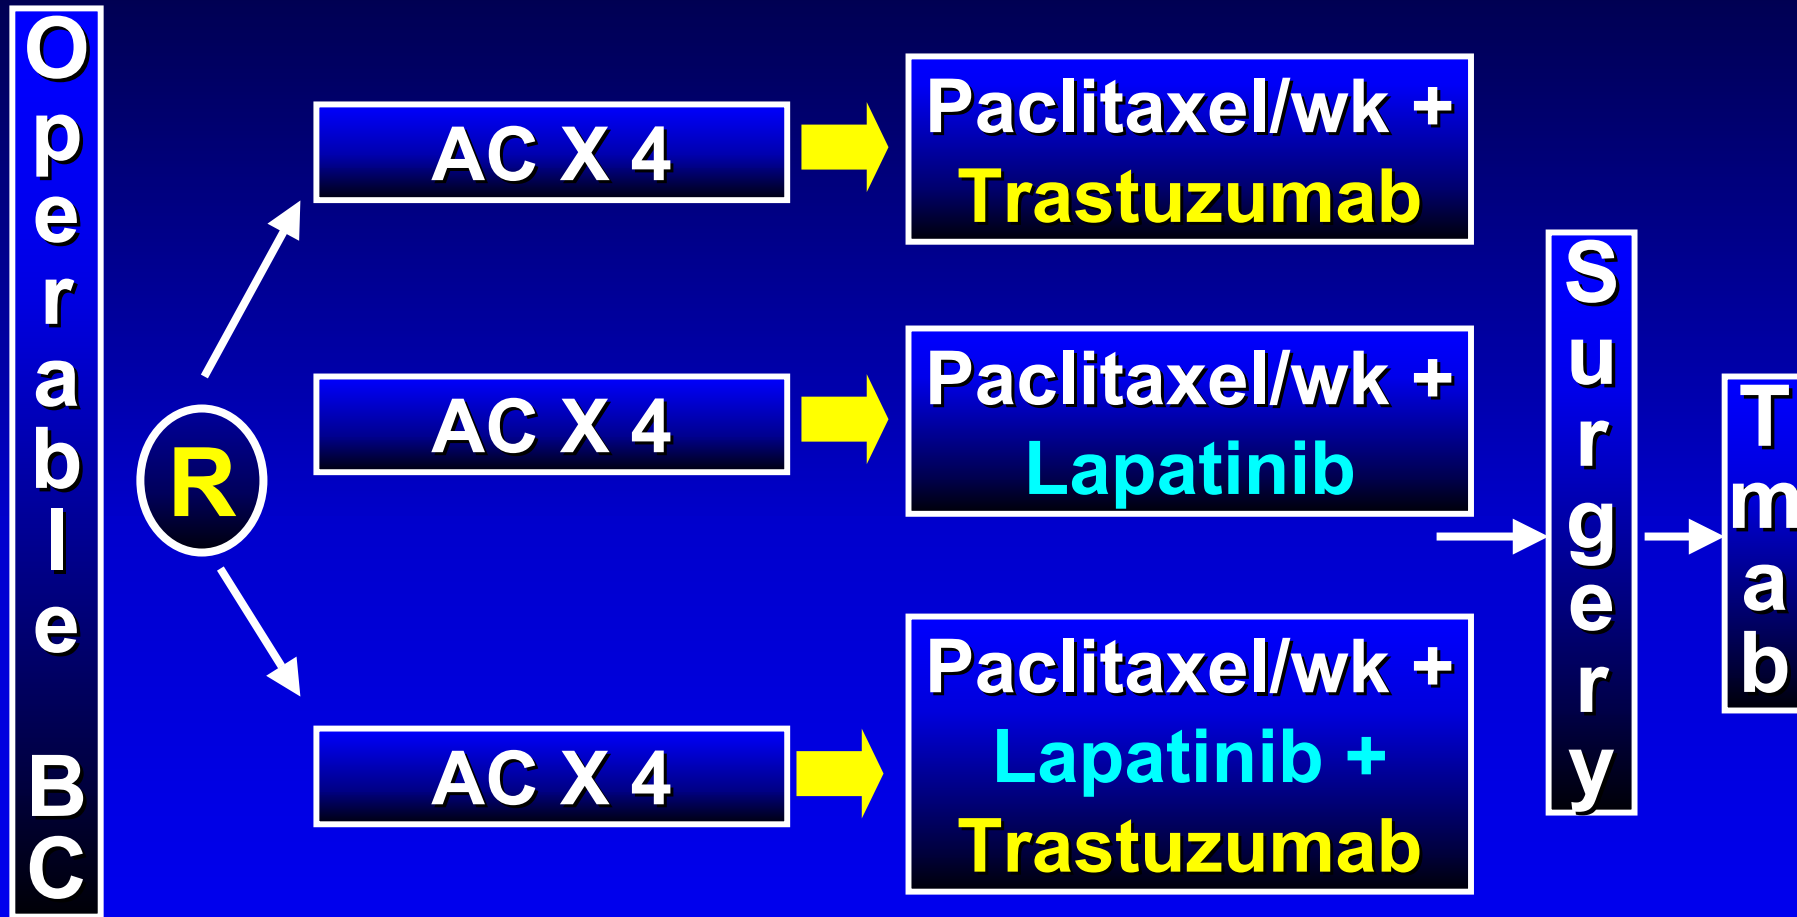 Operable BC
R
AC X 4
Paclitaxel/wk +
Trastuzumab
AC X 4
Paclitaxel/wk +
Lapatinib
AC X 4
Paclitaxel/wk +
Lapatinib +
Trastuzumab
Surgery
Tmab